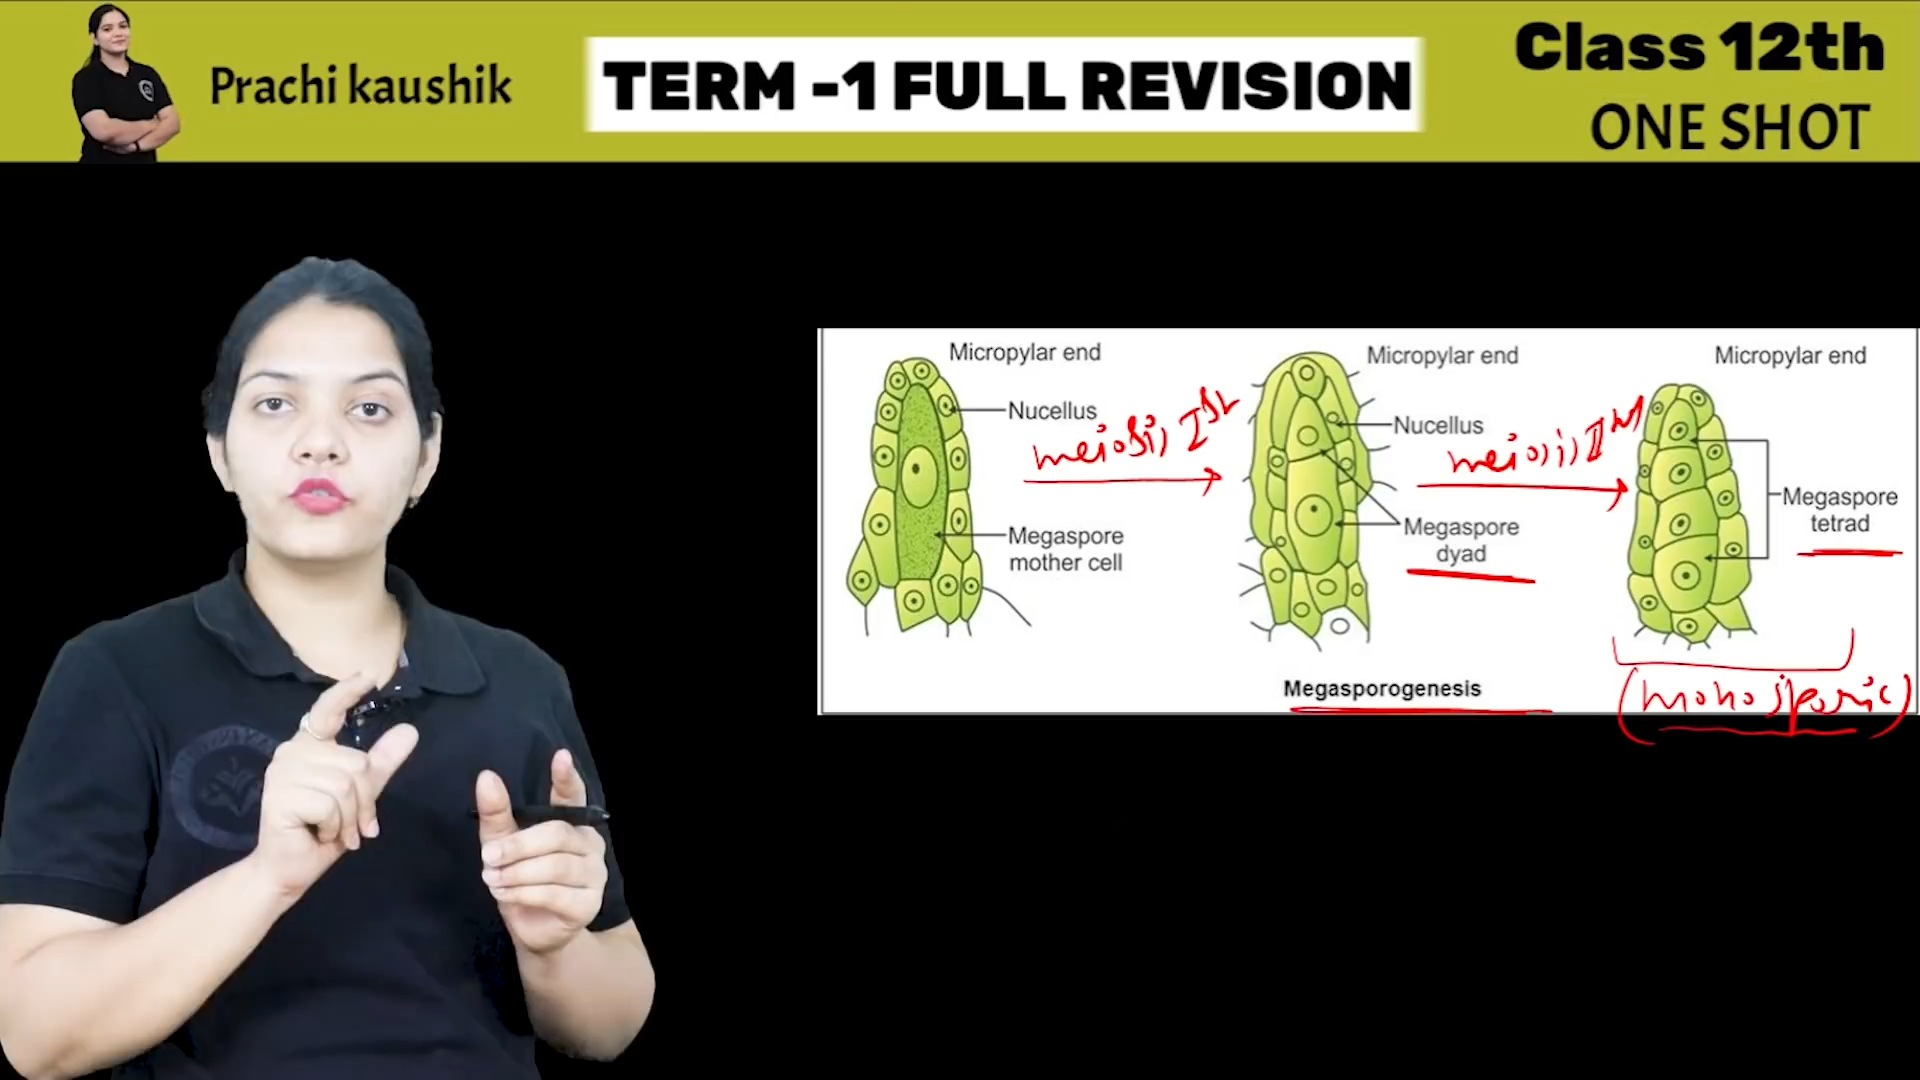 Prachi kaushik
TERM -1 FULL REVISION
Class 12th
ONE SHOT
Micropylar end
Nucellus
Megaspore
mother cell
meiosis Ist
Micropylar end
Nucellus
Megaspore
dyad
meiosis IInd
Micropylar end
Megaspore
tetrad
Megasporogenesis
(monosporic)